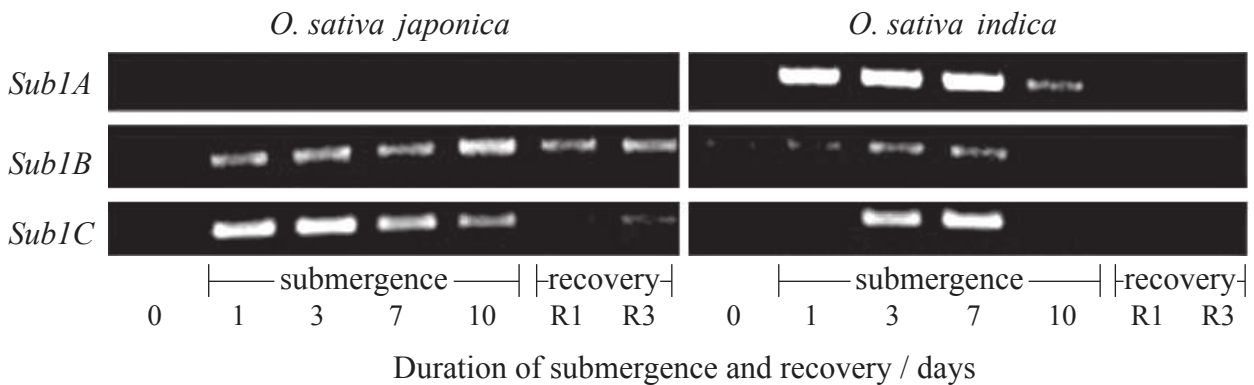 O. sativa japonica O. sativa indica
Sub1A
Sub1B
Sub1C
submergence recovery submergence recovery
0 1 3 7 10 R1 R3 0 1 3 7 10 R1 R3
Duration of submergence and recovery / days